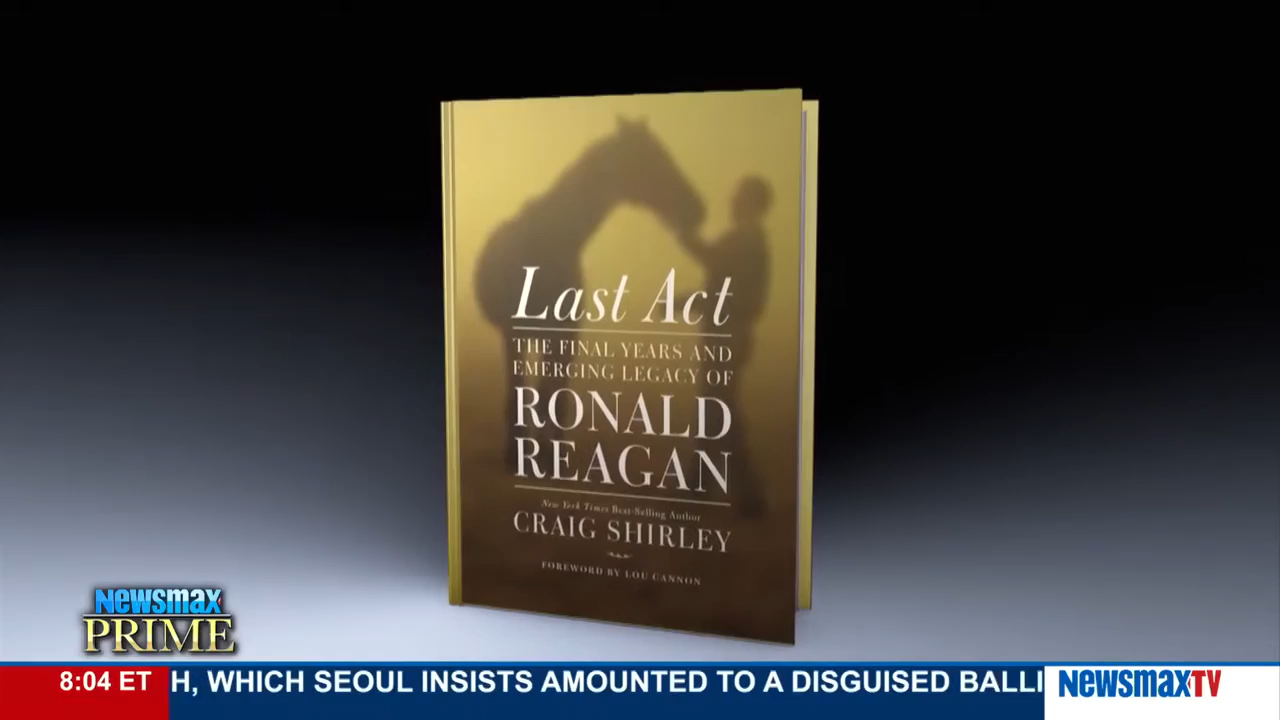 Last Act
THE FINAL YEARS AND
EMERGING LEGACY OF
RONALD
REAGAN
New York Times Best-Selling Author
CRAIG SHIRLEY
FOREWORD BY LOU CANNON
NEWSMAX
PRIME
8:04 ET
H, WHICH SEOUL INSISTS AMOUNTED TO A DISGUISED BALLI
NEWSMAXTV